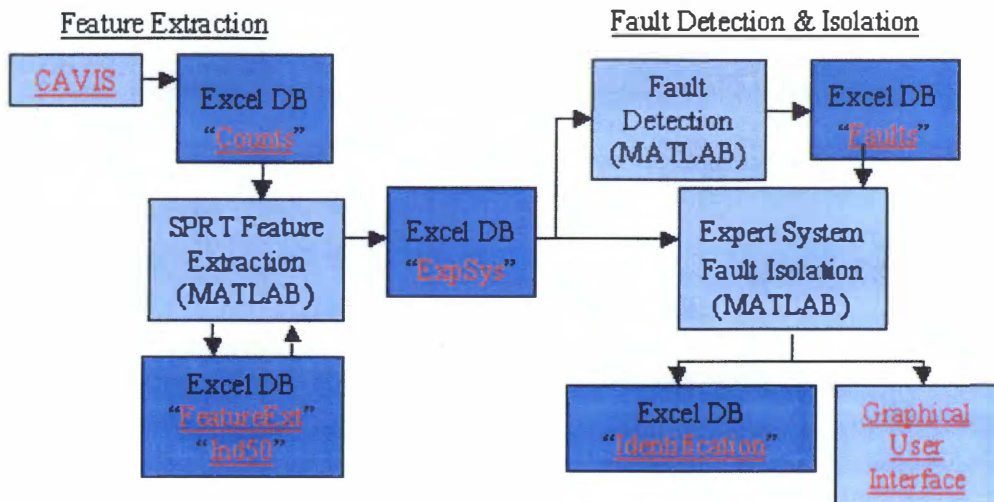 Feature Extraction
Fault Detection & Isolation
CAVIS
Excel DB
“Counts”
Fault
Detection
(MATLAB)
Excel DB
“Faults”
SPRT Feature
Extraction
(MATLAB)
Excel DB
“ExpSys”
Expert System
Fault Isolation
(MATLAB)
Excel DB
“FeatureExt”
“Ind50”
Excel DB
“Identification”
Graphical
User
Interface